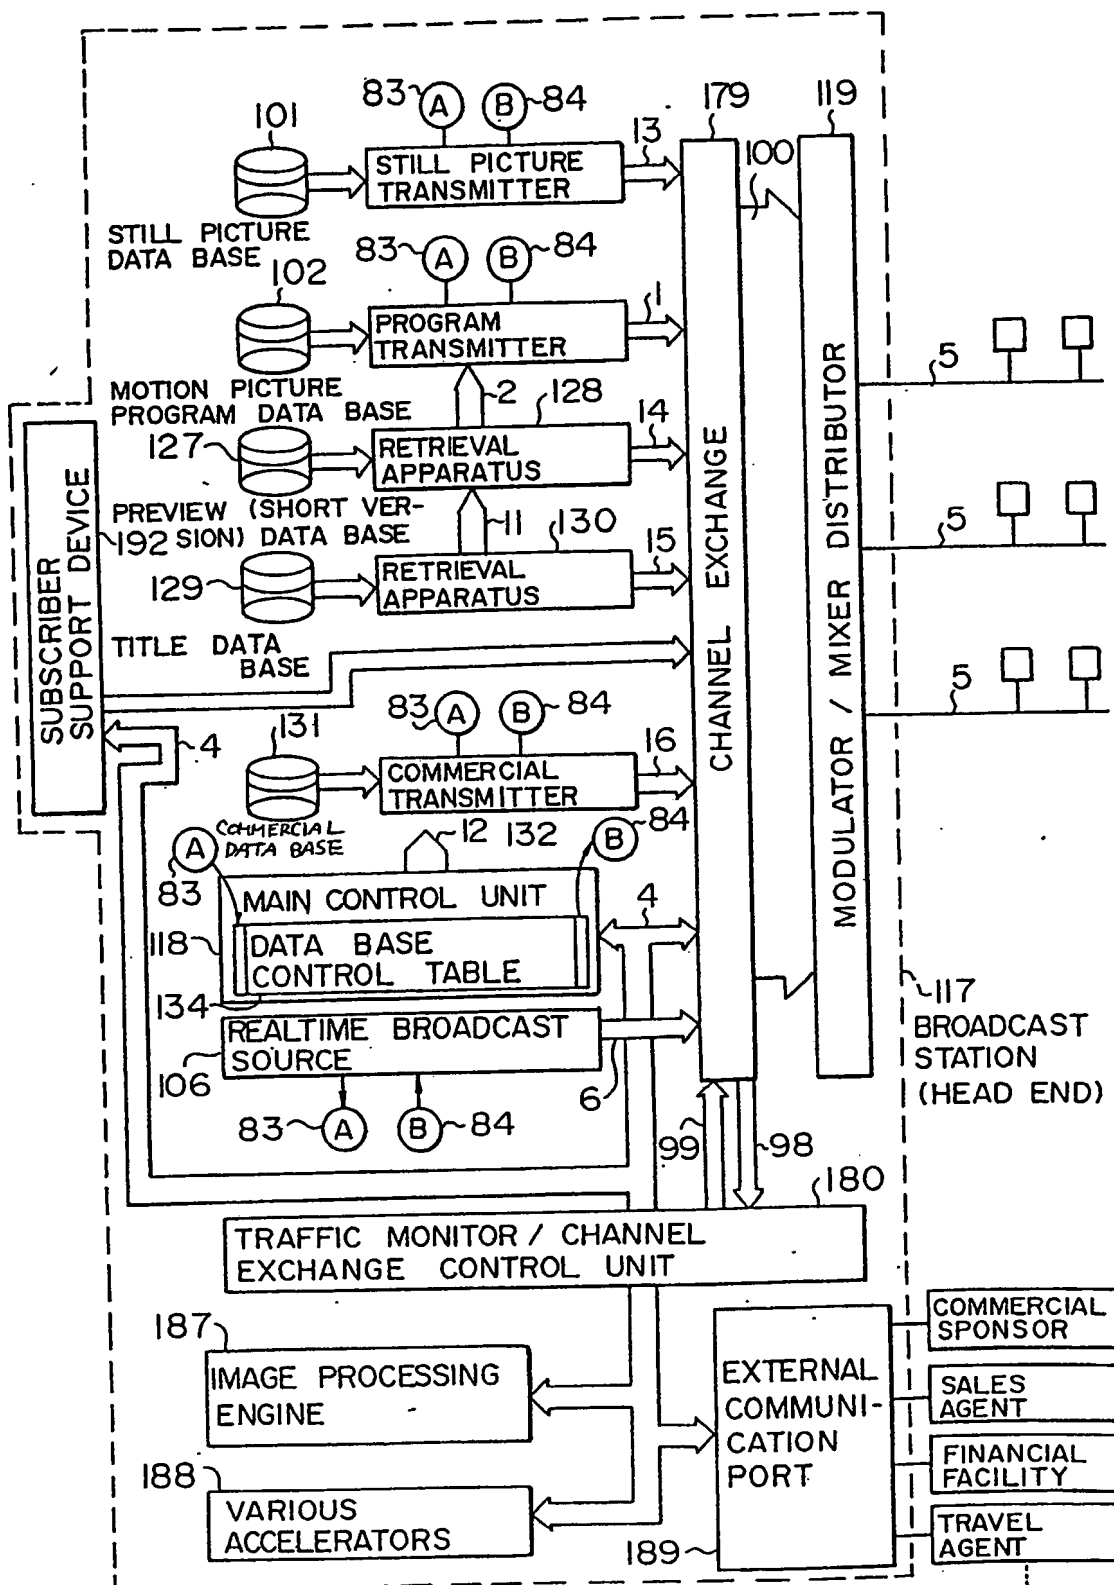 83
A
B
84
179
119
101
13
100
STILL PICTURE
TRANSMITTER
STILL PICTURE
DATA BASE
83
A
B
84
102
1
PROGRAM
TRANSMITTER
MOTION PICTURE
PROGRAM DATA BASE
2
128
5
127
14
RETRIEVAL
APPARATUS
PREVIEW (SHORT VER-
SION) DATA BASE
192
11
130
5
129
15
RETRIEVAL
APPARATUS
TITLE DATA
BASE
SUBSCRIBER
SUPPORT DEVICE
CHANNEL EXCHANGE
MODULATOR / MIXER DISTRIBUTOR
5
4
83
A
B
84
131
16
COMMERCIAL
TRANSMITTER
COMMERCIAL
DATA BASE
12
132
84
B
A
83
MAIN CONTROL UNIT
4
118
DATA BASE
CONTROL TABLE
134
117
BROADCAST
STATION
(HEAD END)
REALTIME BROADCAST
SOURCE
106
6
83
A
B
84
99
98
180
TRAFFIC MONITOR / CHANNEL
EXCHANGE CONTROL UNIT
187
IMAGE PROCESSING
ENGINE
188
VARIOUS
ACCELERATORS
EXTERNAL
COMMUNI-
CATION
PORT
189
COMMERCIAL
SPONSOR
SALES
AGENT
FINANCIAL
FACILITY
TRAVEL
AGENT